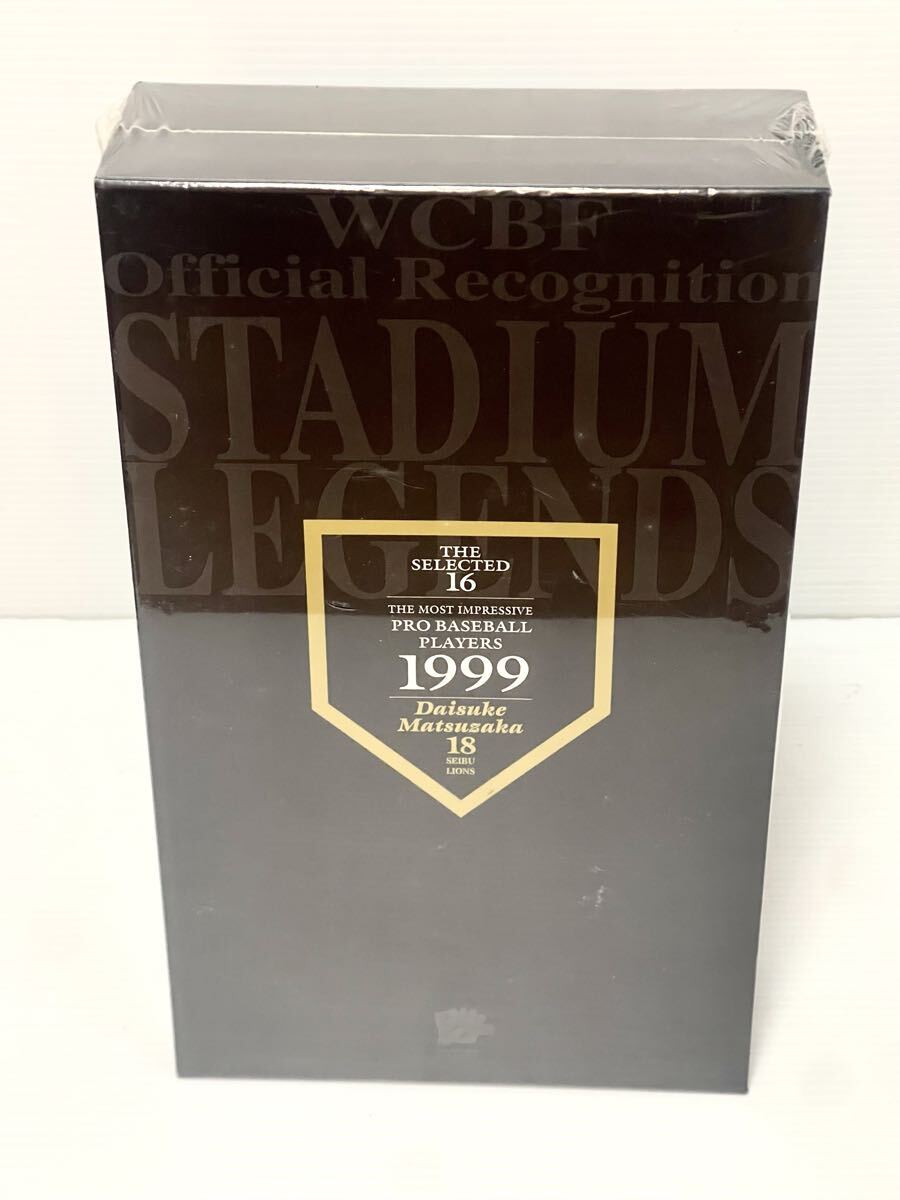 WCBF
Official Recognition
STADIUM
LEGENDS
THE
SELECTED
16
THE MOST IMPRESSIVE
PRO BASEBALL
PLAYERS
1999
Daisuke
Matsuzaka
18
SEIBU
LIONS